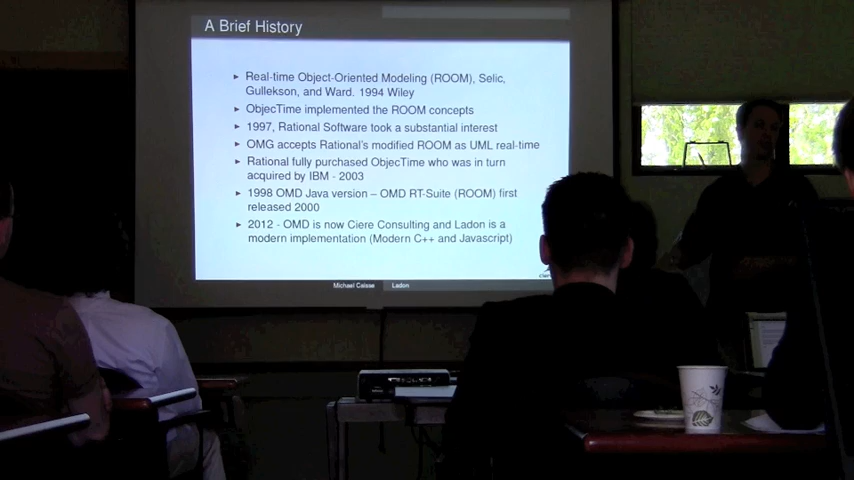 A Brief History
► Real-time Object-Oriented Modeling (ROOM), Selic,
Gullekson, and Ward. 1994 Wiley
► ObjecTime implemented the ROOM concepts
► 1997, Rational Software took a substantial interest
► OMG accepts Rational's modified ROOM as UML real-time
► Rational fully purchased ObjecTime who was in turn
acquired by IBM - 2003
► 1998 OMD Java version – OMD RT-Suite (ROOM) first
released 2000
► 2012 - OMD is now Ciere Consulting and Ladon is a
modern implementation (Modern C++ and Javascript)
Michael Caisse Ladon